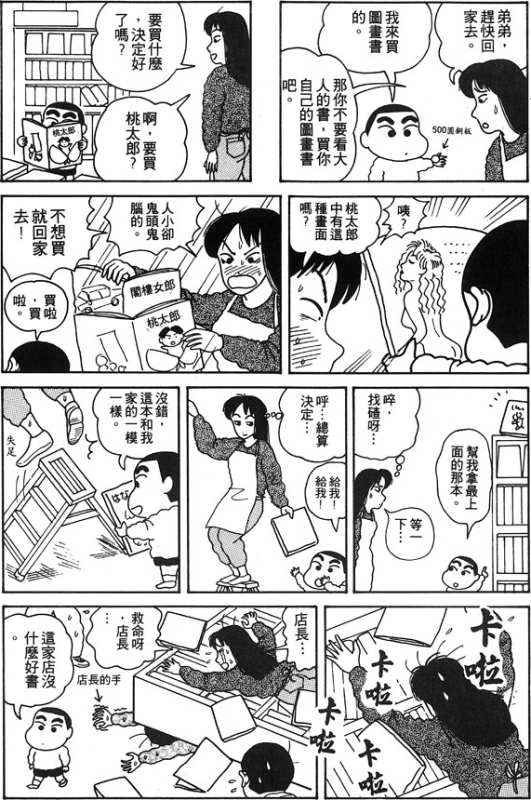 弟弟，
趕快回
家去。
我來買
圖畫書
的。
500圓銅板
那你不要看大
人的書，買你
自己的圖畫書
吧。
要買什麼
，決定好
了嗎？
啊，要買
桃太郎？
桃太郎
咦？
桃太郎
中有這
種畫面
嗎？
人小卻
鬼頭鬼
腦的。
閣樓女郎
桃太郎
不想買
就回家
去！
買啦
，買
啦。
幫我拿最上
面的那本。
啐，
找碴呀…
等一
下…
呼…總算
決定…
給我！
給我！
沒錯，
這本和我
家的一模
一樣。
はな
失足
卡啦
卡啦
卡啦
卡啦
店長…
救命呀
，店長
…
店長的手
這家店沒
什麼好書
。